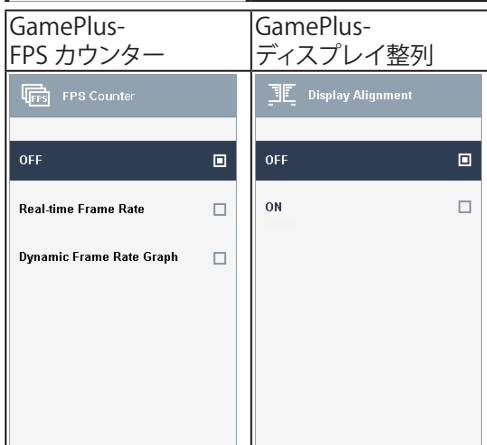 GamePlus-
FPS カウンター
FPS Counter
OFF
Real-time Frame Rate
Dynamic Frame Rate Graph
GamePlus-
ディスプレイ整列
Display Alignment
OFF
ON